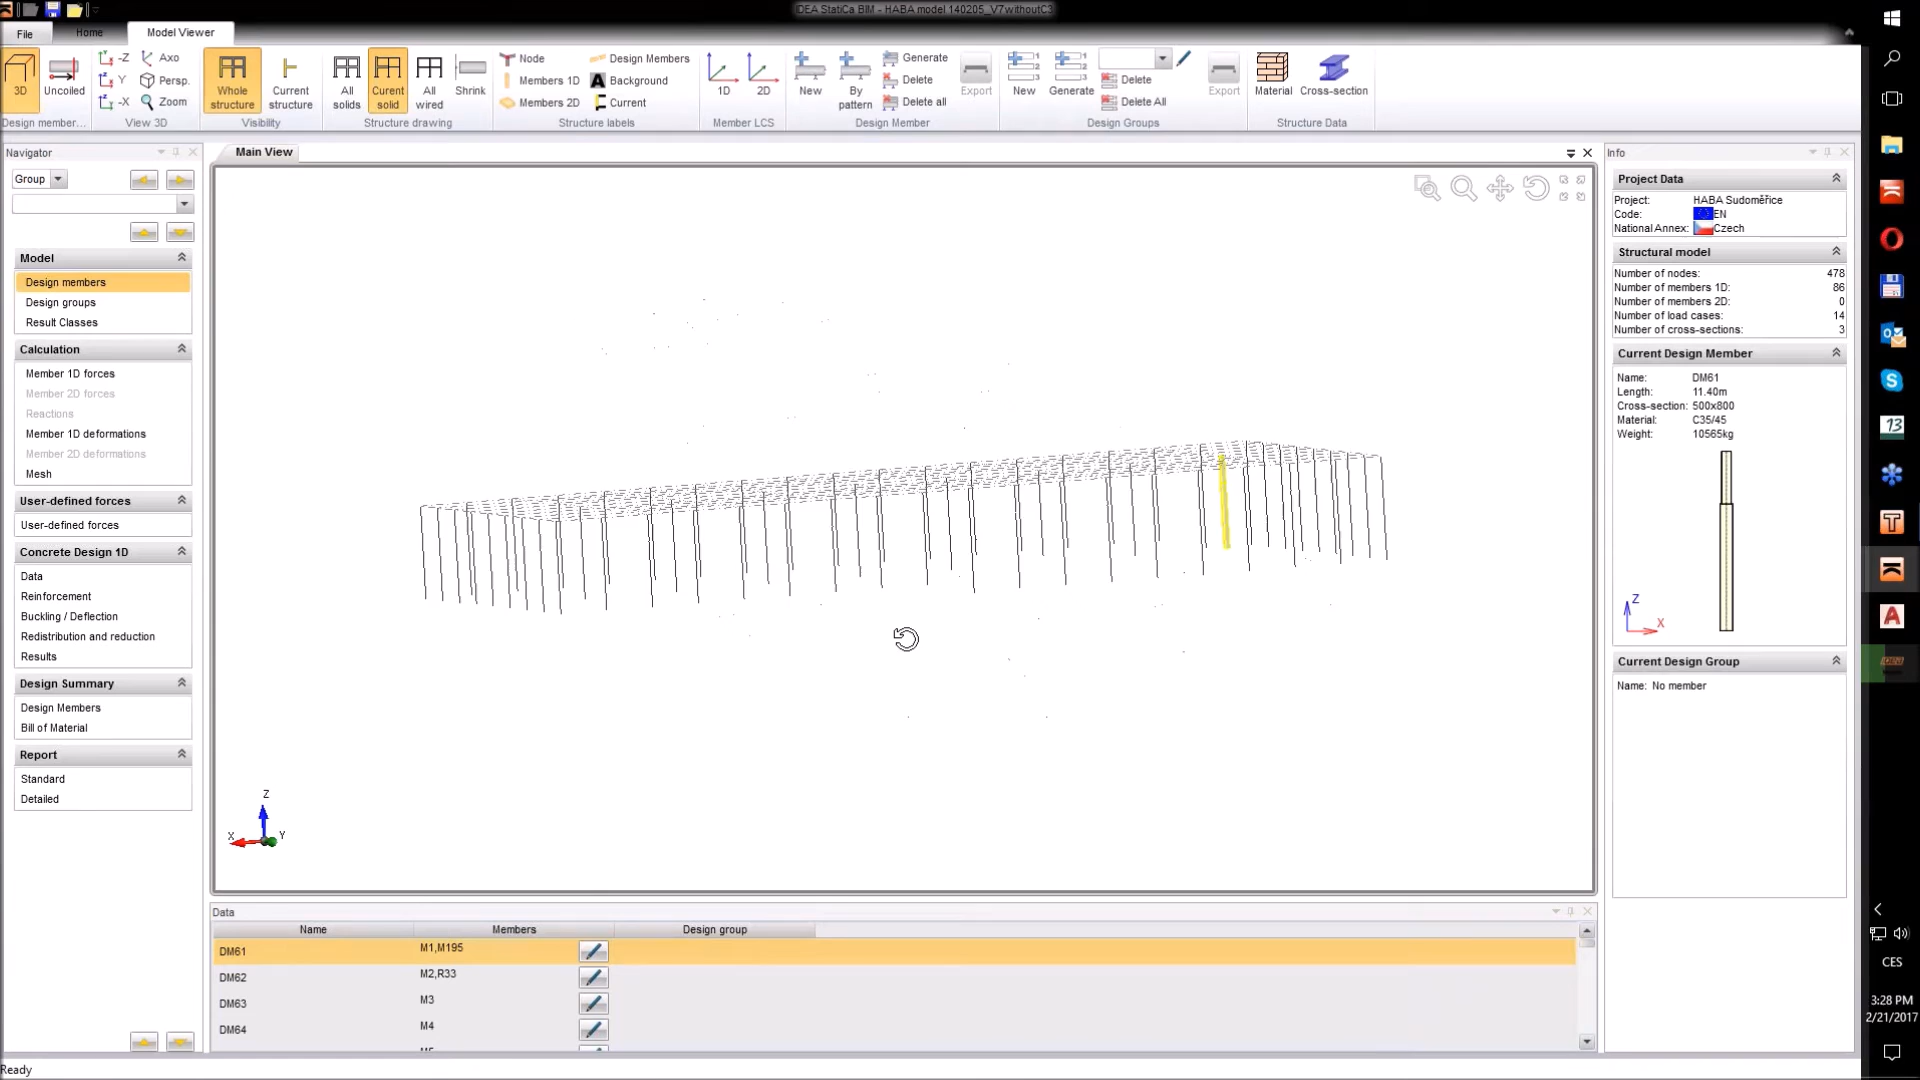 IDEA StatiCa BIM - HABA model 140205_V7withoutC3
File
Home
Model Viewer
3D
Uncoiled
-Z
Y
-X
Axo
Persp.
Zoom
Whole structure
Current structure
All solids
Curent solid
All wired
Shrink
Node
Members 1D
Members 2D
Design Members
Background
Current
1D
2D
New
By pattern
Generate
Delete
Delete all
Export
New
Generate
Delete
Delete All
Export
Material
Cross-section
Design member...
View 3D
Visibility
Structure drawing
Structure labels
Member LCS
Design Member
Design Groups
Structure Data
Navigator
Group
Model
Design members
Design groups
Result Classes
Calculation
Member 1D forces
Member 2D forces
Reactions
Member 1D deformations
Member 2D deformations
Mesh
User-defined forces
User-defined forces
Concrete Design 1D
Data
Reinforcement
Buckling / Deflection
Redistribution and reduction
Results
Design Summary
Design Members
Bill of Material
Report
Standard
Detailed
Main View
Z
X
Y
Data
Name Members Design group
DM61 M1,M195
DM62 M2,R33
DM63 M3
DM64 M4
Info
Project Data
Project: HABA Sudoměřice
Code: EN
National Annex: Czech
Structural model
Number of nodes: 478
Number of members 1D: 86
Number of members 2D: 0
Number of load cases: 14
Number of cross-sections: 3
Current Design Member
Name: DM61
Length: 11.40m
Cross-section: 500x800
Material: C35/45
Weight: 10565kg
Z
X
Current Design Group
Name: No member
13
CES
3:28 PM
2/21/2017
Ready